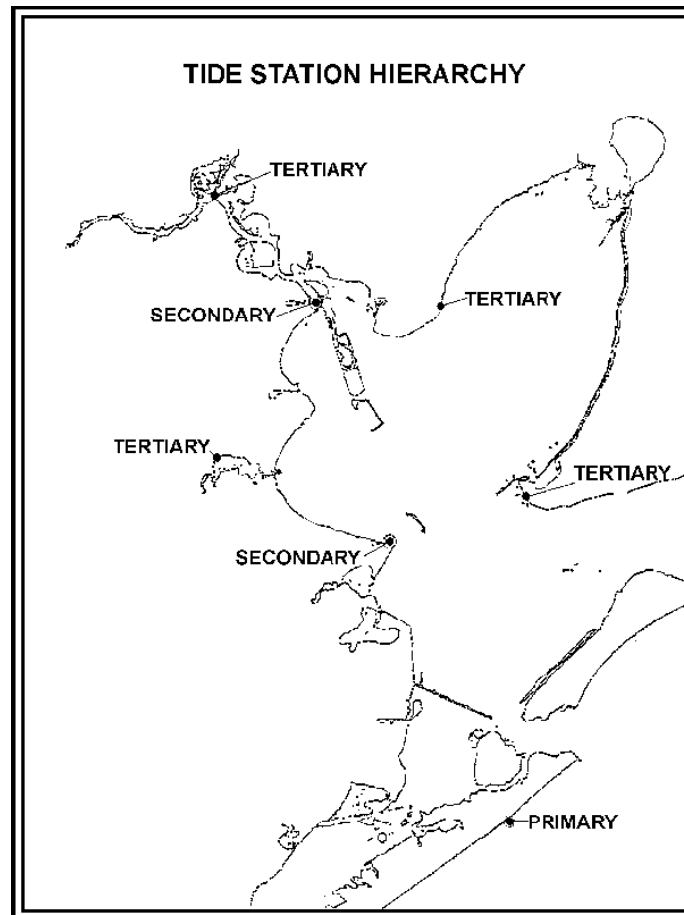 TIDE STATION HIERARCHY
TERTIARY
TERTIARY
SECONDARY
TERTIARY
TERTIARY
SECONDARY
PRIMARY